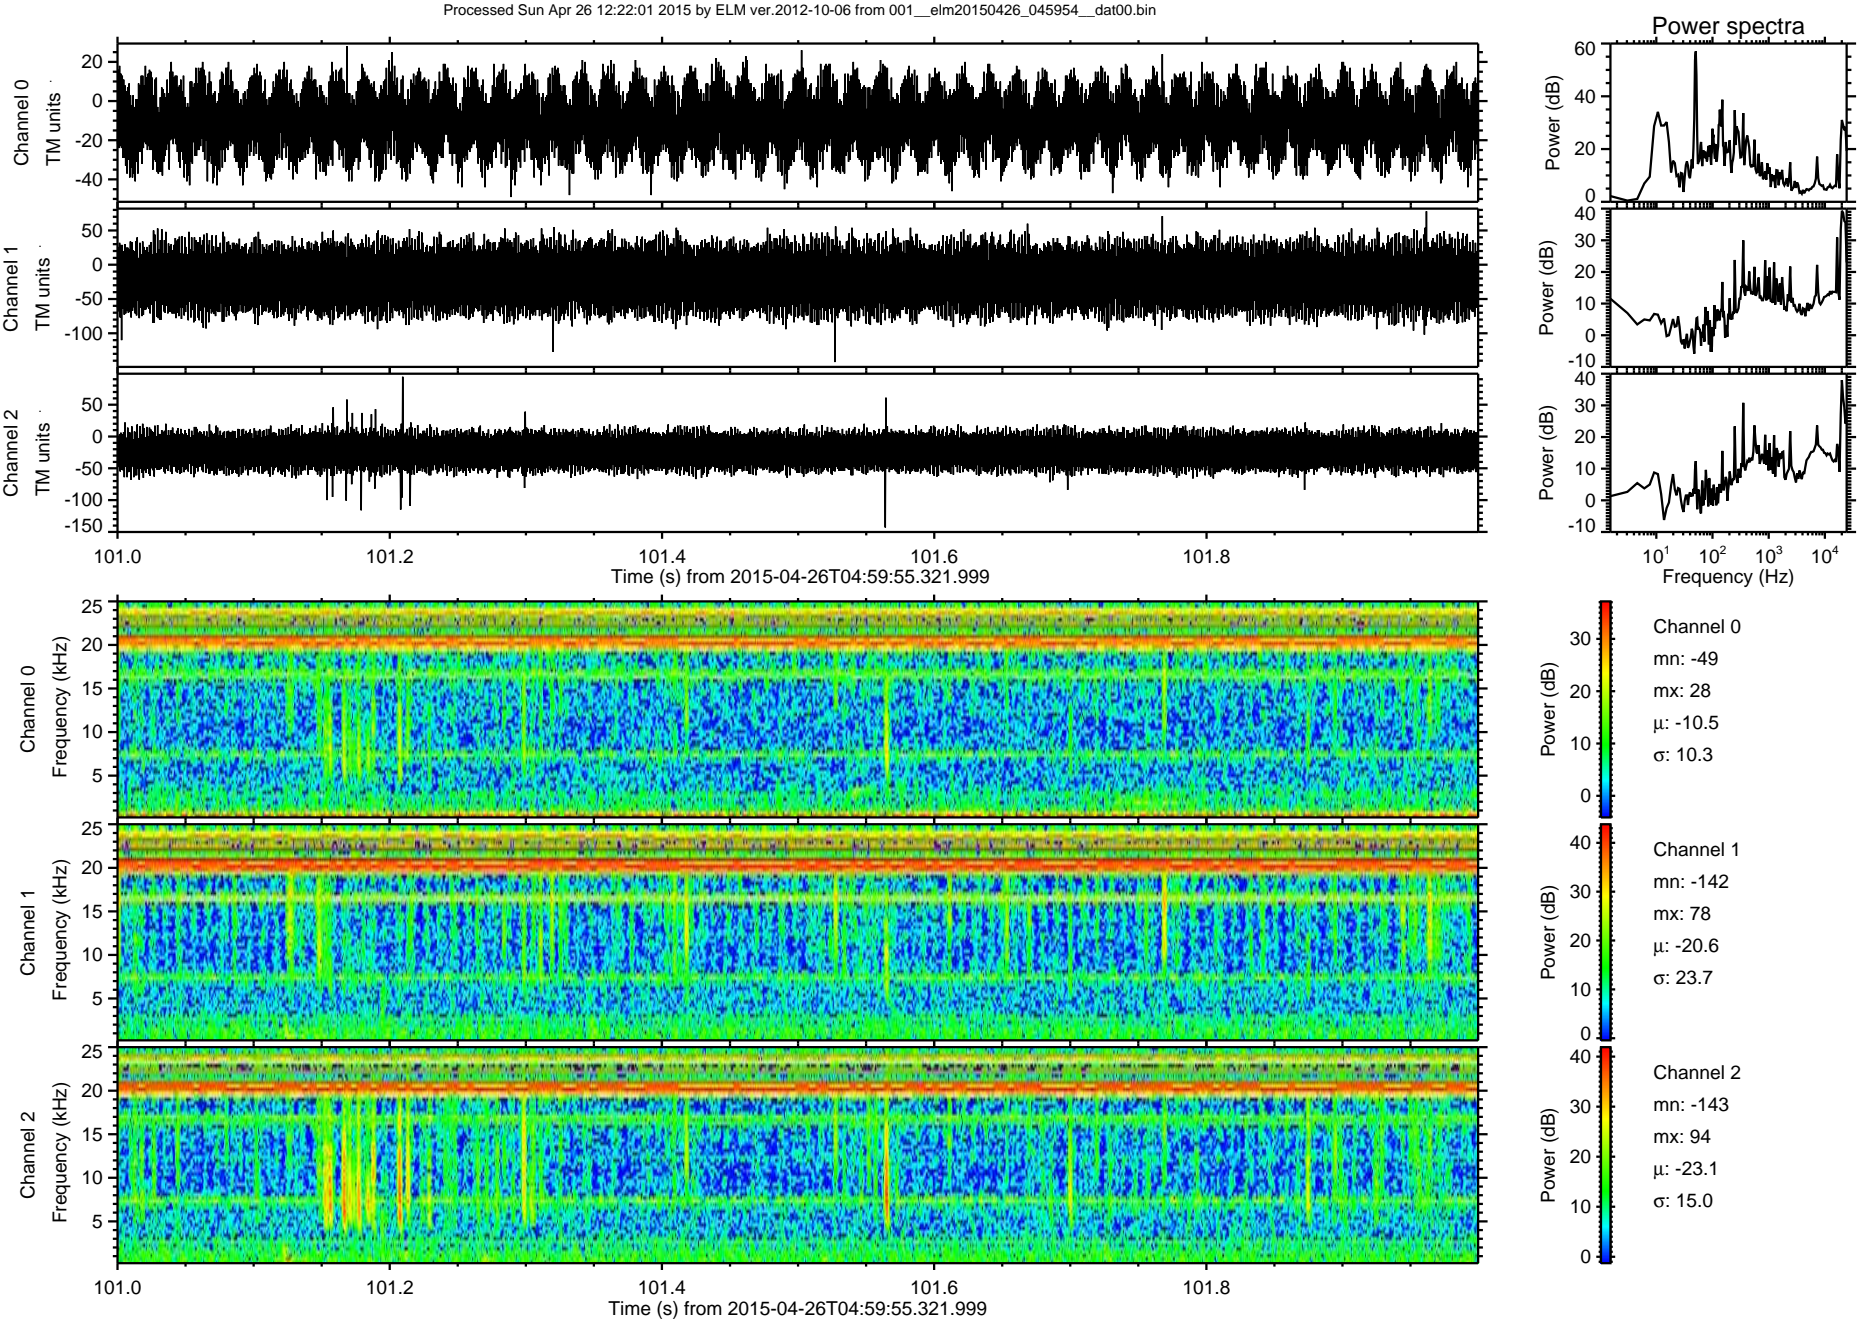 Processed Sun Apr 26 12:22:01 2015 by ELM ver.2012-10-06 from 001__elm20150426_045954__dat00.bin
Power spectra
Channel 0
TM units
20
0
-20
-40
Power (dB)
60
40
20
0
Channel 1
TM units
50
0
-50
-100
Power (dB)
40
30
20
10
0
-10
Channel 2
TM units
50
0
-50
-100
-150
Power (dB)
40
30
20
10
0
-10
101.0 101.2 101.4 101.6 101.8
Time (s) from 2015-04-26T04:59:55.321.999
10^1 10^2 10^3 10^4
Frequency (Hz)
Channel 0
Frequency (kHz)
25
20
15
10
5
Power (dB)
30
20
10
0
Channel 0
mn: -49
mx: 28
µ: -10.5
σ: 10.3
Channel 1
Frequency (kHz)
25
20
15
10
5
Power (dB)
40
30
20
10
0
Channel 1
mn: -142
mx: 78
µ: -20.6
σ: 23.7
Channel 2
Frequency (kHz)
25
20
15
10
5
Power (dB)
40
30
20
10
0
Channel 2
mn: -143
mx: 94
µ: -23.1
σ: 15.0
101.0 101.2 101.4 101.6 101.8
Time (s) from 2015-04-26T04:59:55.321.999